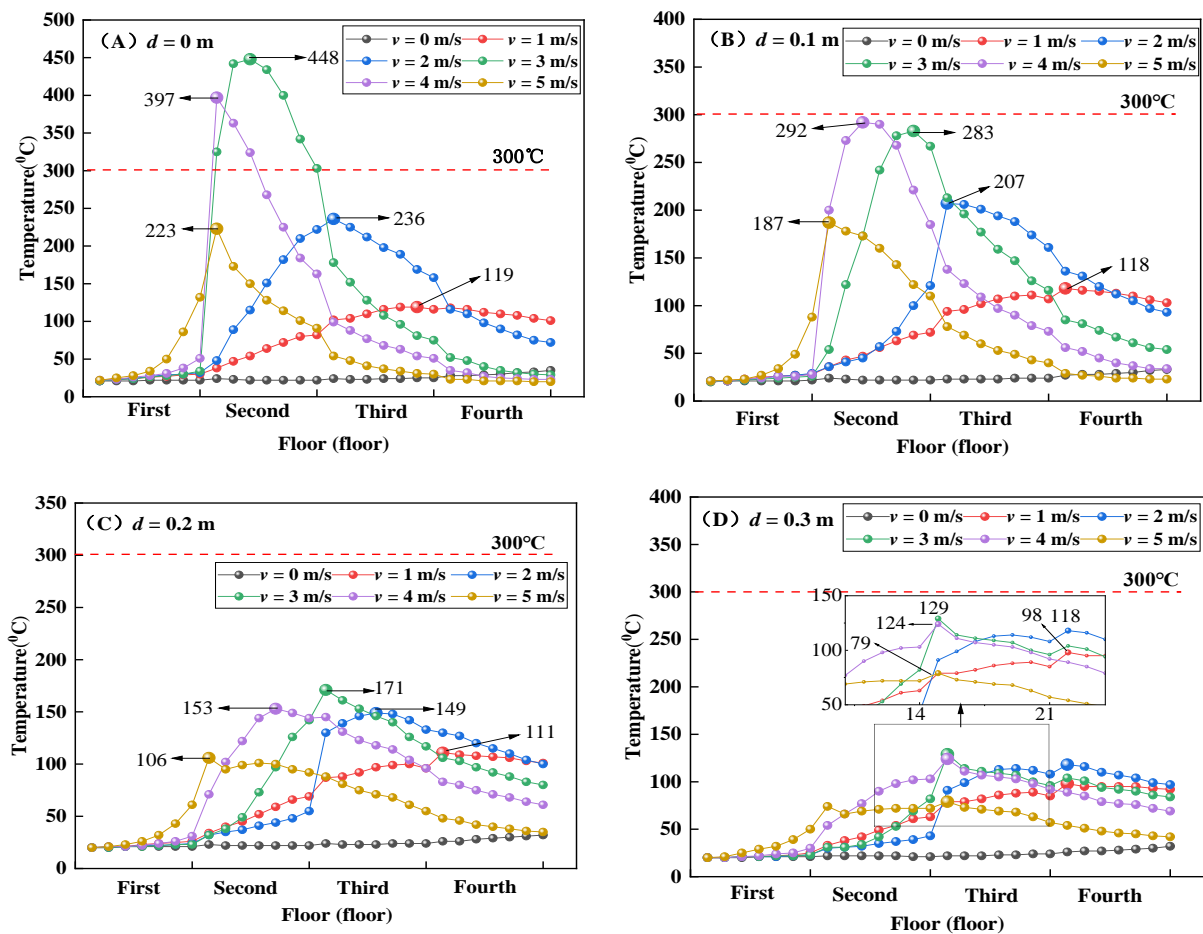 (A) d = 0 m
v = 0 m/s v = 1 m/s
v = 2 m/s v = 3 m/s
v = 4 m/s v = 5 m/s
500
450
400
350
300
250
200
150
100
50
0
Temperature(⁰C)
448
397
300℃
236
223
119
First Second Third Fourth
Floor (floor)
(B) d = 0.1 m
v = 0 m/s v = 1 m/s v = 2 m/s
v = 3 m/s v = 4 m/s v = 5 m/s
400
350
300
250
200
150
100
50
0
Temperature(⁰C)
300°C
292
283
207
187
118
First Second Third Fourth
Floor (floor)
(C) d = 0.2 m
300°C
v = 0 m/s v = 1 m/s v = 2 m/s
v = 3 m/s v = 4 m/s v = 5 m/s
350
300
250
200
150
100
50
0
Temperature(⁰C)
171
153
149
111
106
First Second Third Fourth
Floor (floor)
(D) d = 0.3 m
v = 0 m/s v = 1 m/s v = 2 m/s
v = 3 m/s v = 4 m/s v = 5 m/s
400
350
300
250
200
150
100
50
0
Temperature(⁰C)
300°C
150
100
50
129
124
98 118
79
14 21
First Second Third Fourth
Floor (floor)